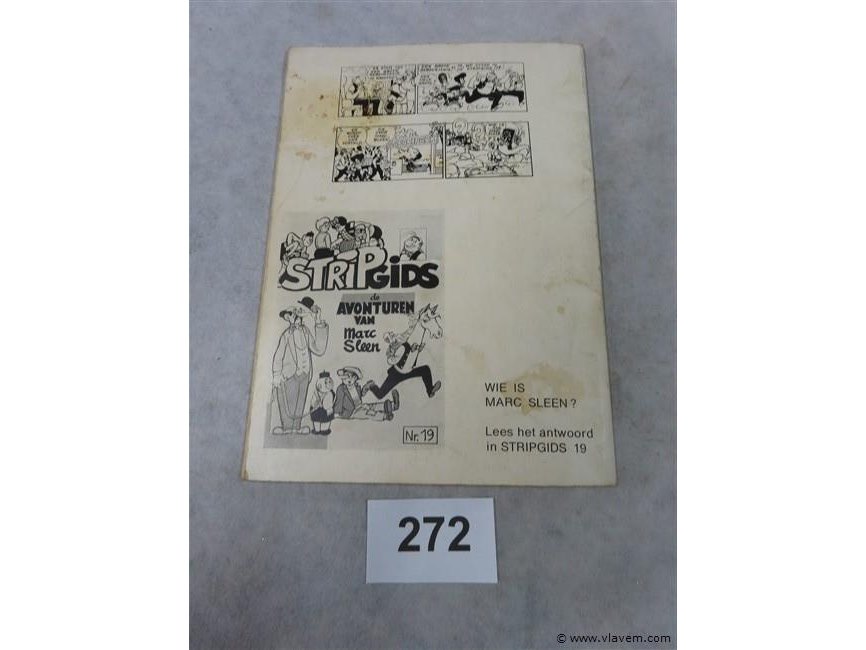 STRIPGIDS
de
AVONTUREN
VAN
Marc
Sleen
Nr. 19
WIE IS
MARC SLEEN?
Lees het antwoord
in STRIPGIDS 19
272
© www.vlavem.com